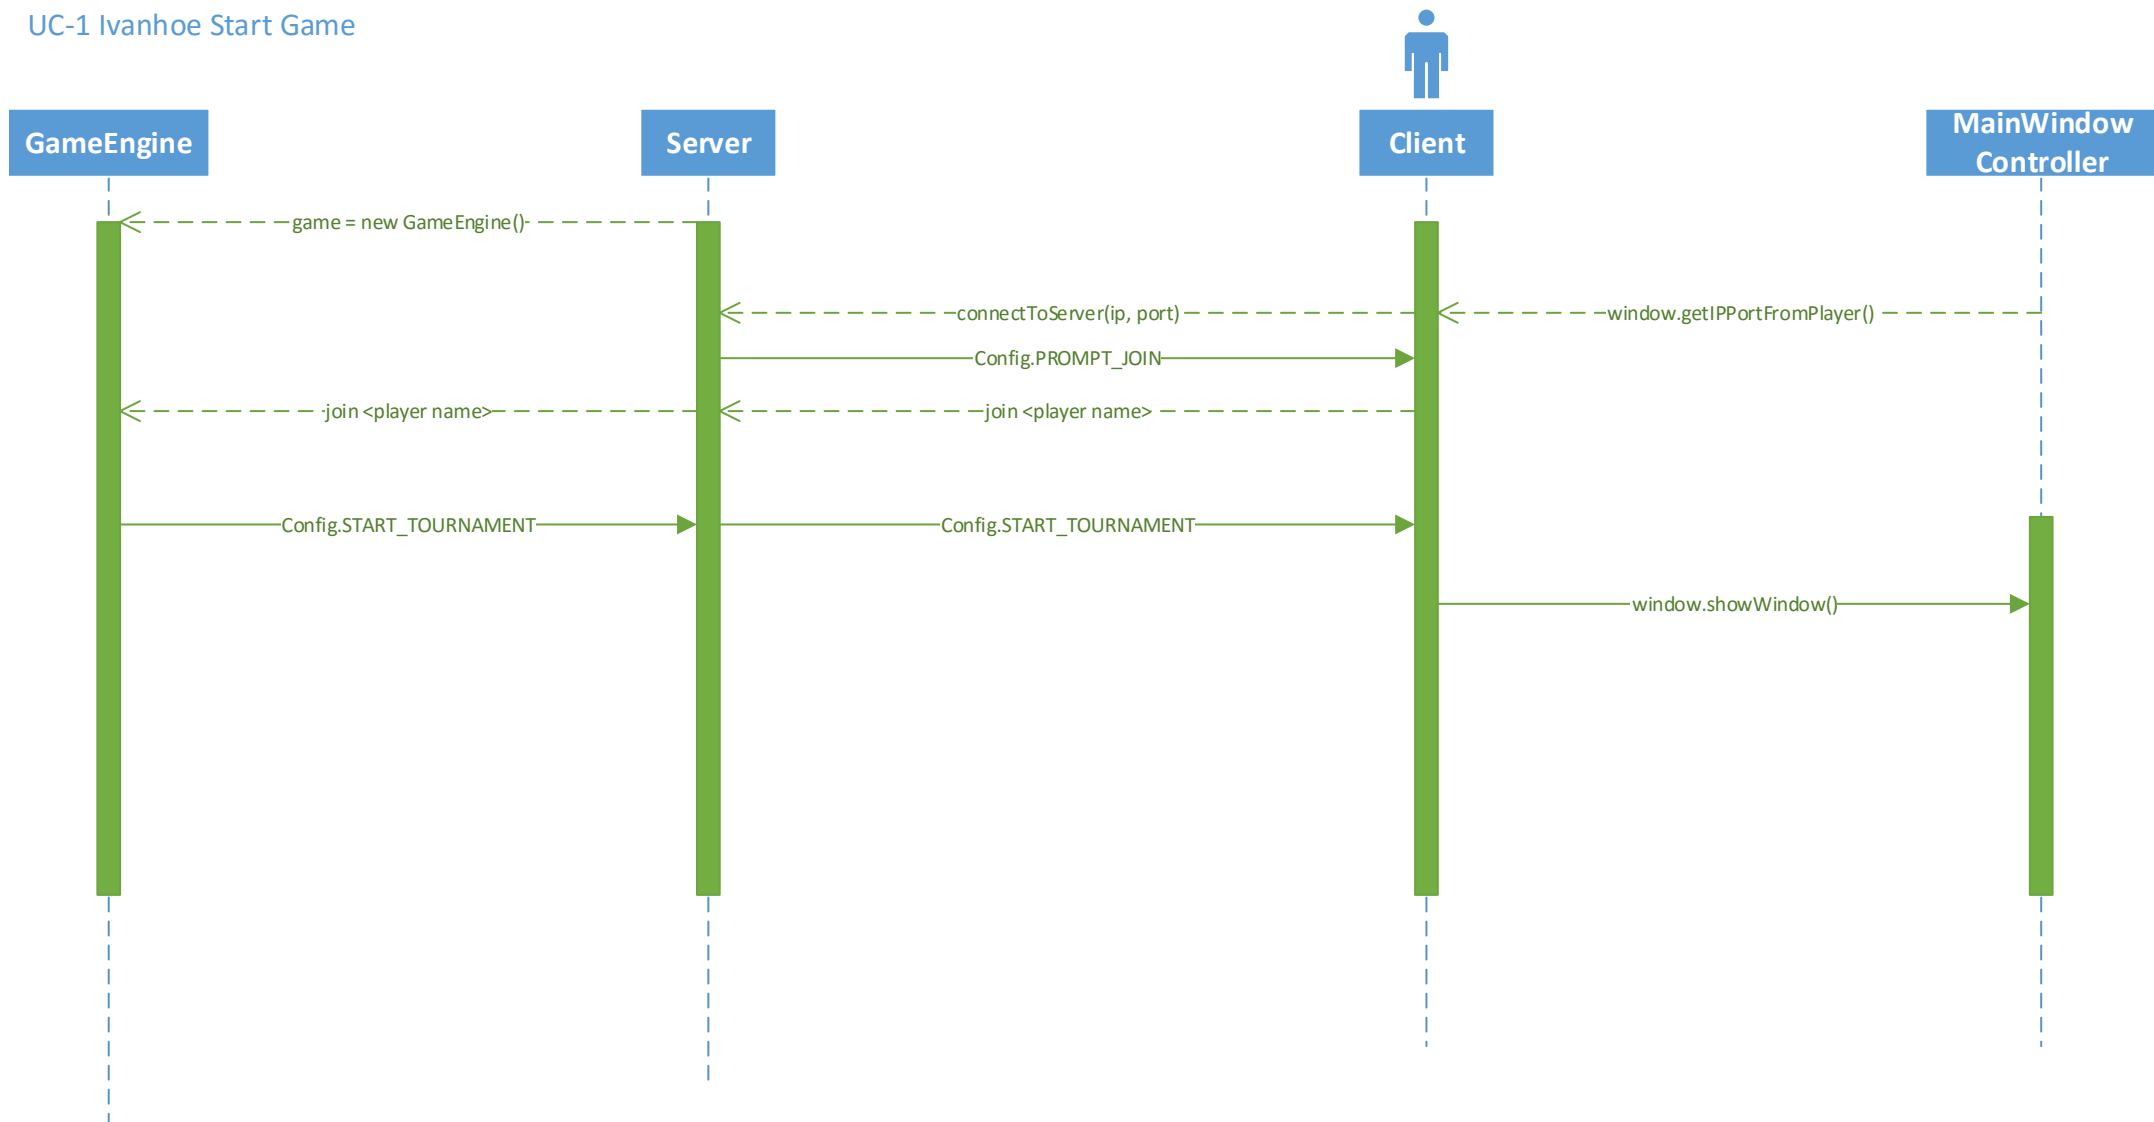 UC-1 Ivanhoe Start Game
GameEngine
Server
Client
MainWindow
Controller
game = new GameEngine()
connectToServer(ip, port)
window.getIPPortFromPlayer()
Config.PROMPT_JOIN
join <player name>
join <player name>
Config.START_TOURNAMENT
Config.START_TOURNAMENT
window.showWindow()